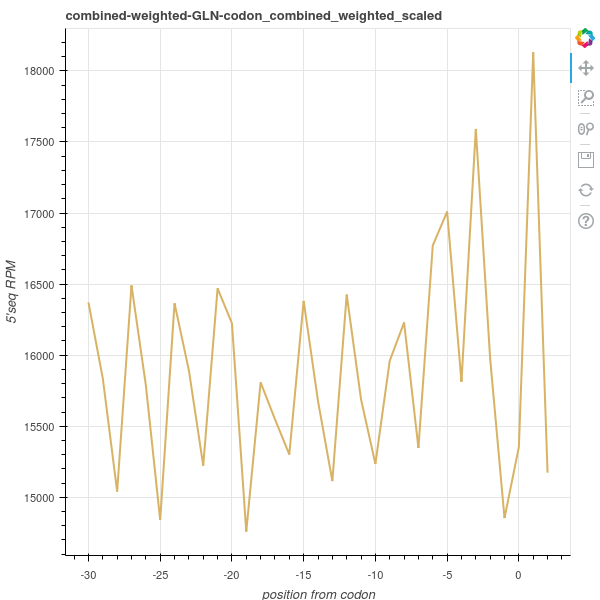 combined-weighted-GLN-codon_combined_weighted_scaled
18000
17500
17000
16500
16000
15500
15000
5'seq RPM
-30 -25 -20 -15 -10 -5 0
position from codon